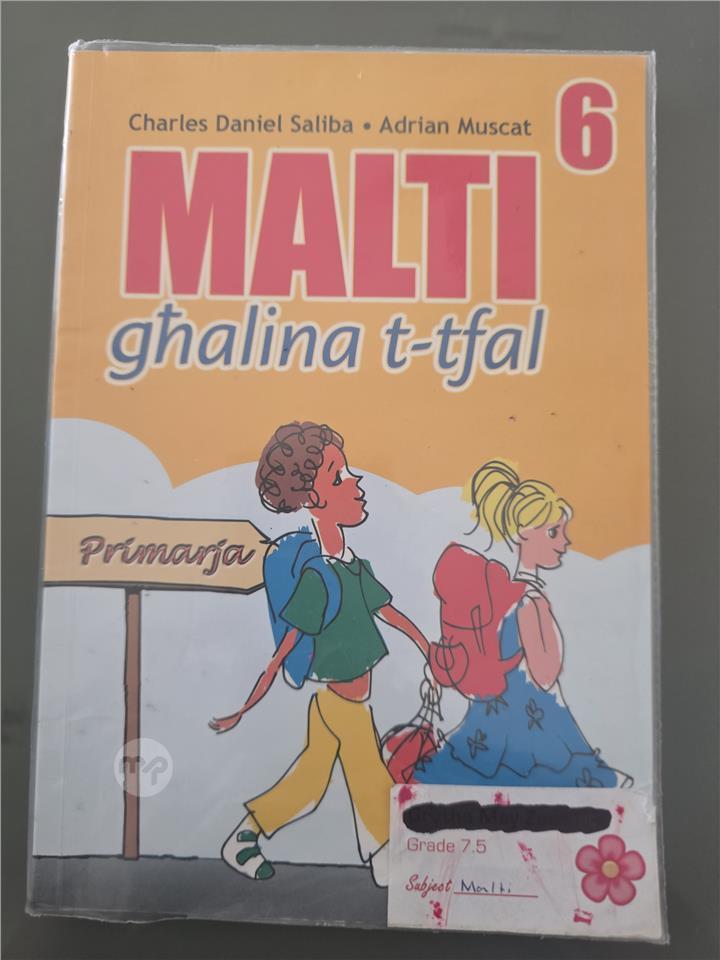 6
Charles Daniel Saliba • Adrian Muscat
MALTI
għalina t-tfal
Primarja
Grade 7.5
Subject Malti